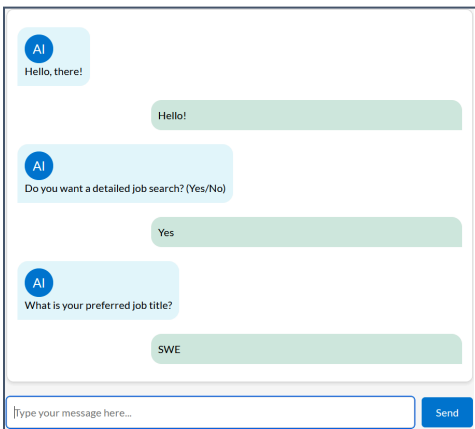 AI
Hello, there!
Hello!
AI
Do you want a detailed job search? (Yes/No)
Yes
AI
What is your preferred job title?
SWE
Type your message here...
Send